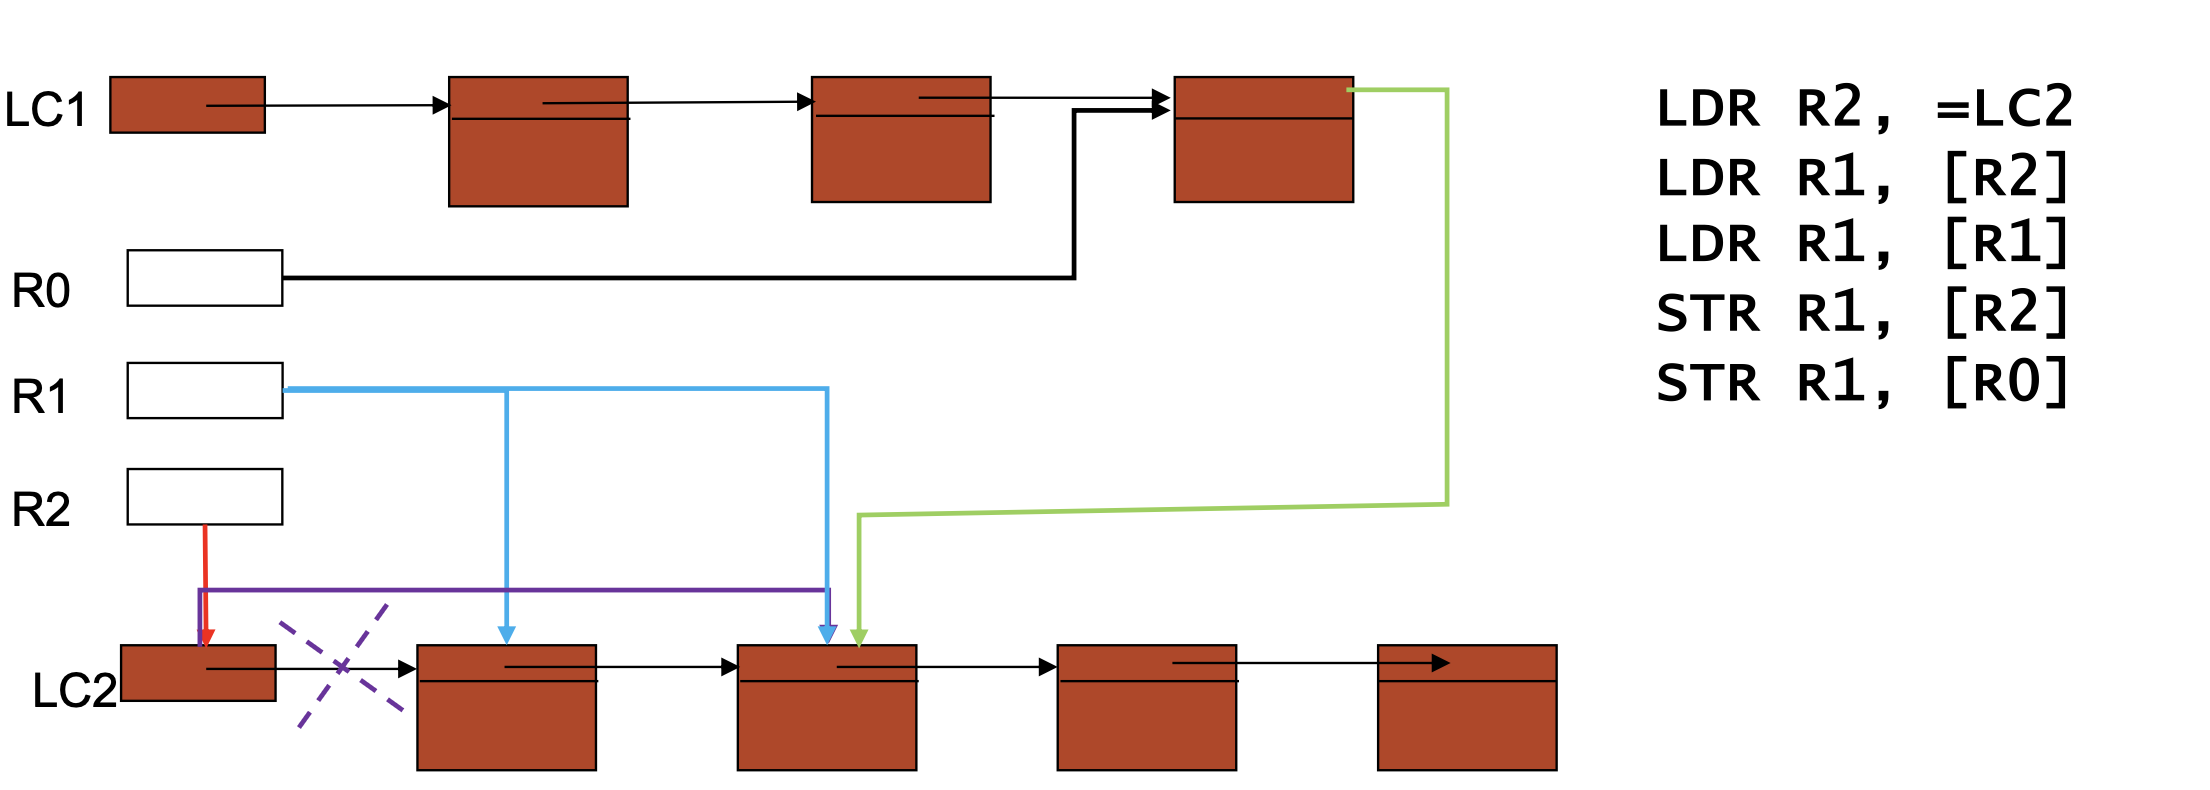 LC1
R0
R1
R2
LC2
LDR R2, =LC2
LDR R1, [R2]
LDR R1, [R1]
STR R1, [R2]
STR R1, [R0]